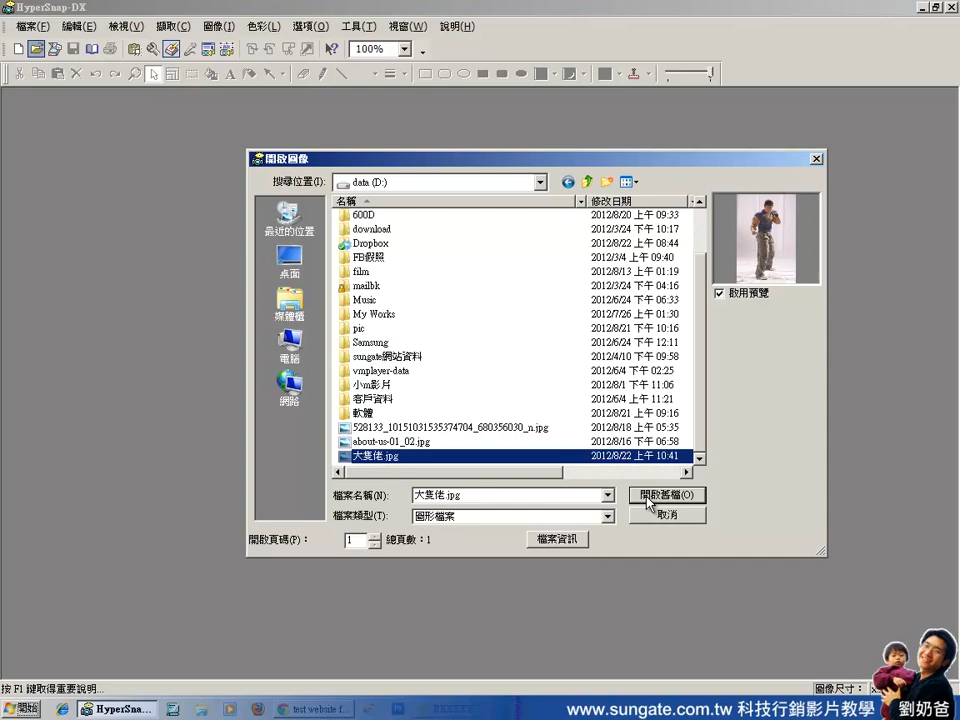 HyperSnap-DX
檔案(F) 編輯(E) 檢視(V) 擷取(C) 圖像(I) 色彩(L) 選項(O) 工具(T) 視窗(W) 說明(H)
100%
開啟圖像
搜尋位置(I): data (D:)
名稱 修改日期
600D 2012/8/20 上午 09:33
download 2012/3/24 下午 10:17
Dropbox 2012/8/22 上午 08:44
FB假照 2012/3/4 上午 09:40
film 2012/8/13 上午 01:19
mailbk 2012/3/24 下午 04:16
Music 2012/6/24 下午 06:33
My Works 2012/7/26 上午 01:30
pic 2012/8/21 下午 10:16
Samsung 2012/6/24 下午 12:11
sungate網站資料 2012/4/10 下午 09:58
vmplayer-data 2012/6/4 下午 02:25
小m影片 2012/8/1 下午 11:06
客戶資料 2012/6/4 上午 11:21
軟體 2012/8/21 上午 09:16
528133_10151031535374704_680356030_n.jpg 2012/8/18 上午 05:35
about-us-01_02.jpg 2012/8/16 下午 06:58
大隻佬.jpg 2012/8/22 上午 10:41
最近的位置
桌面
媒體櫃
電腦
網路
啟用預覽
檔案名稱(N): 大隻佬.jpg 開啟舊檔(O)
檔案類型(T): 圖形檔案 取消
開啟頁碼(P): 1 總頁數:1 檔案資訊
按 F1 鍵取得重要說明... 圖像尺寸:
開始 HyperSna... test website f...
www.sungate.com.tw 科技行銷影片教學 劉奶爸